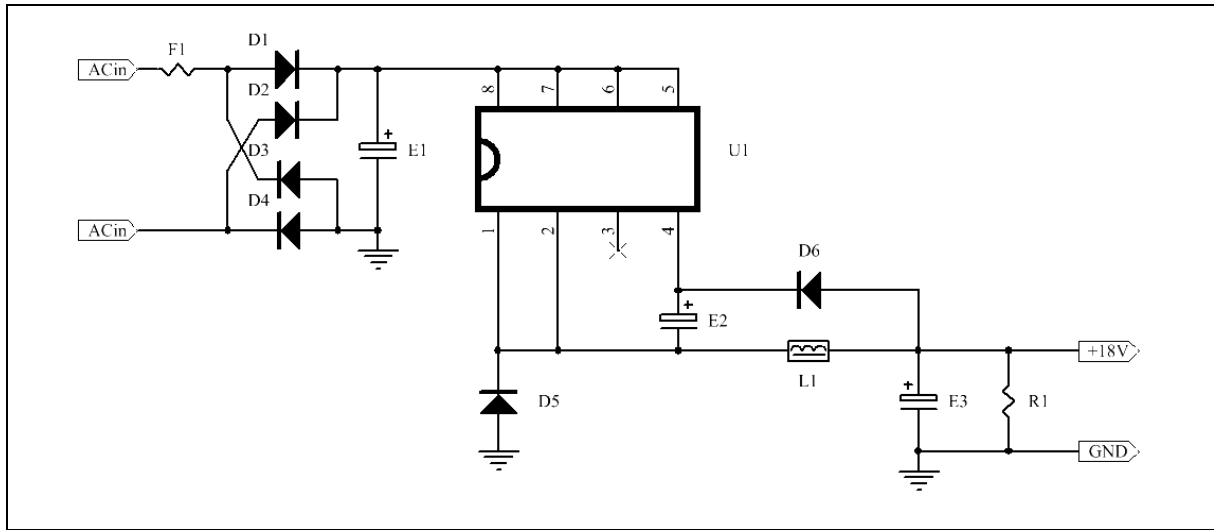 F1
D1
ACin
D2
8
7
6
5
+
E1
U1
D3
D4
ACin
1
2
3
4
D6
+
E2
+18V
L1
D5
+
E3
R1
GND